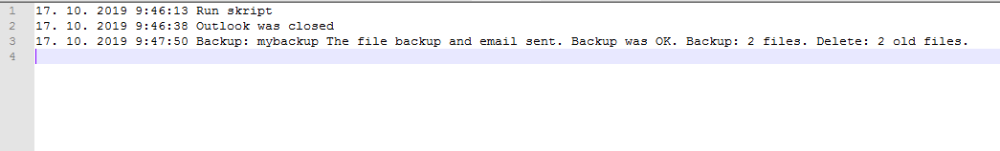 1 17. 10. 2019 9:46:13 Run skript
2 17. 10. 2019 9:46:38 Outlook was closed
3 17. 10. 2019 9:47:50 Backup: mybackup The file backup and email sent. Backup was OK. Backup: 2 files. Delete: 2 old files.
4